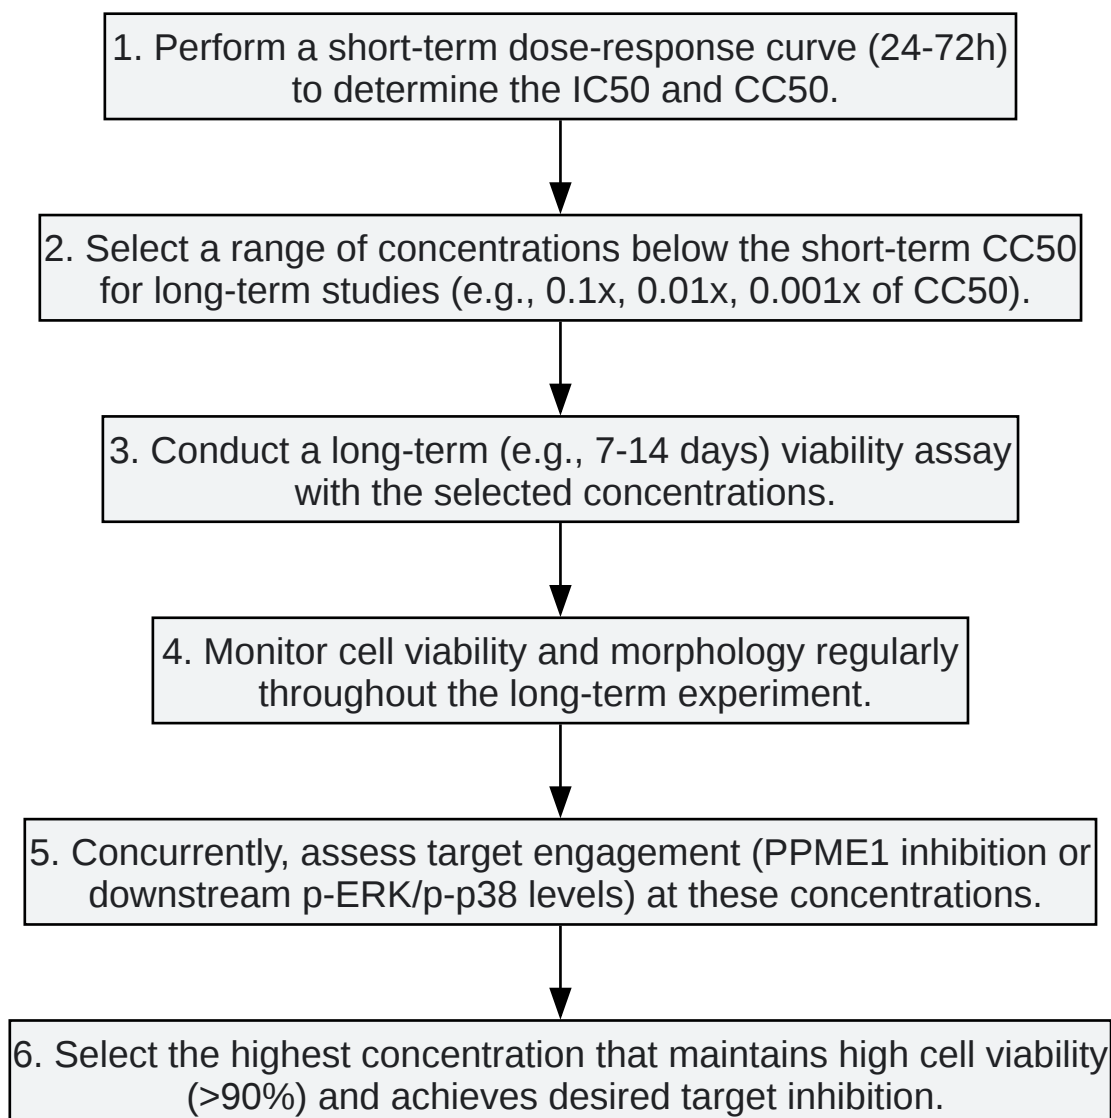 1. Perform a short-term dose-response curve (24-72h)
to determine the IC50 and CC50.
2. Select a range of concentrations below the short-term CC50
for long-term studies (e.g., 0.1x, 0.01x, 0.001x of CC50).
3. Conduct a long-term (e.g., 7-14 days) viability assay
with the selected concentrations.
4. Monitor cell viability and morphology regularly
throughout the long-term experiment.
5. Concurrently, assess target engagement (PPME1 inhibition or
downstream p-ERK/p-p38 levels) at these concentrations.
6. Select the highest concentration that maintains high cell viability
(>90%) and achieves desired target inhibition.